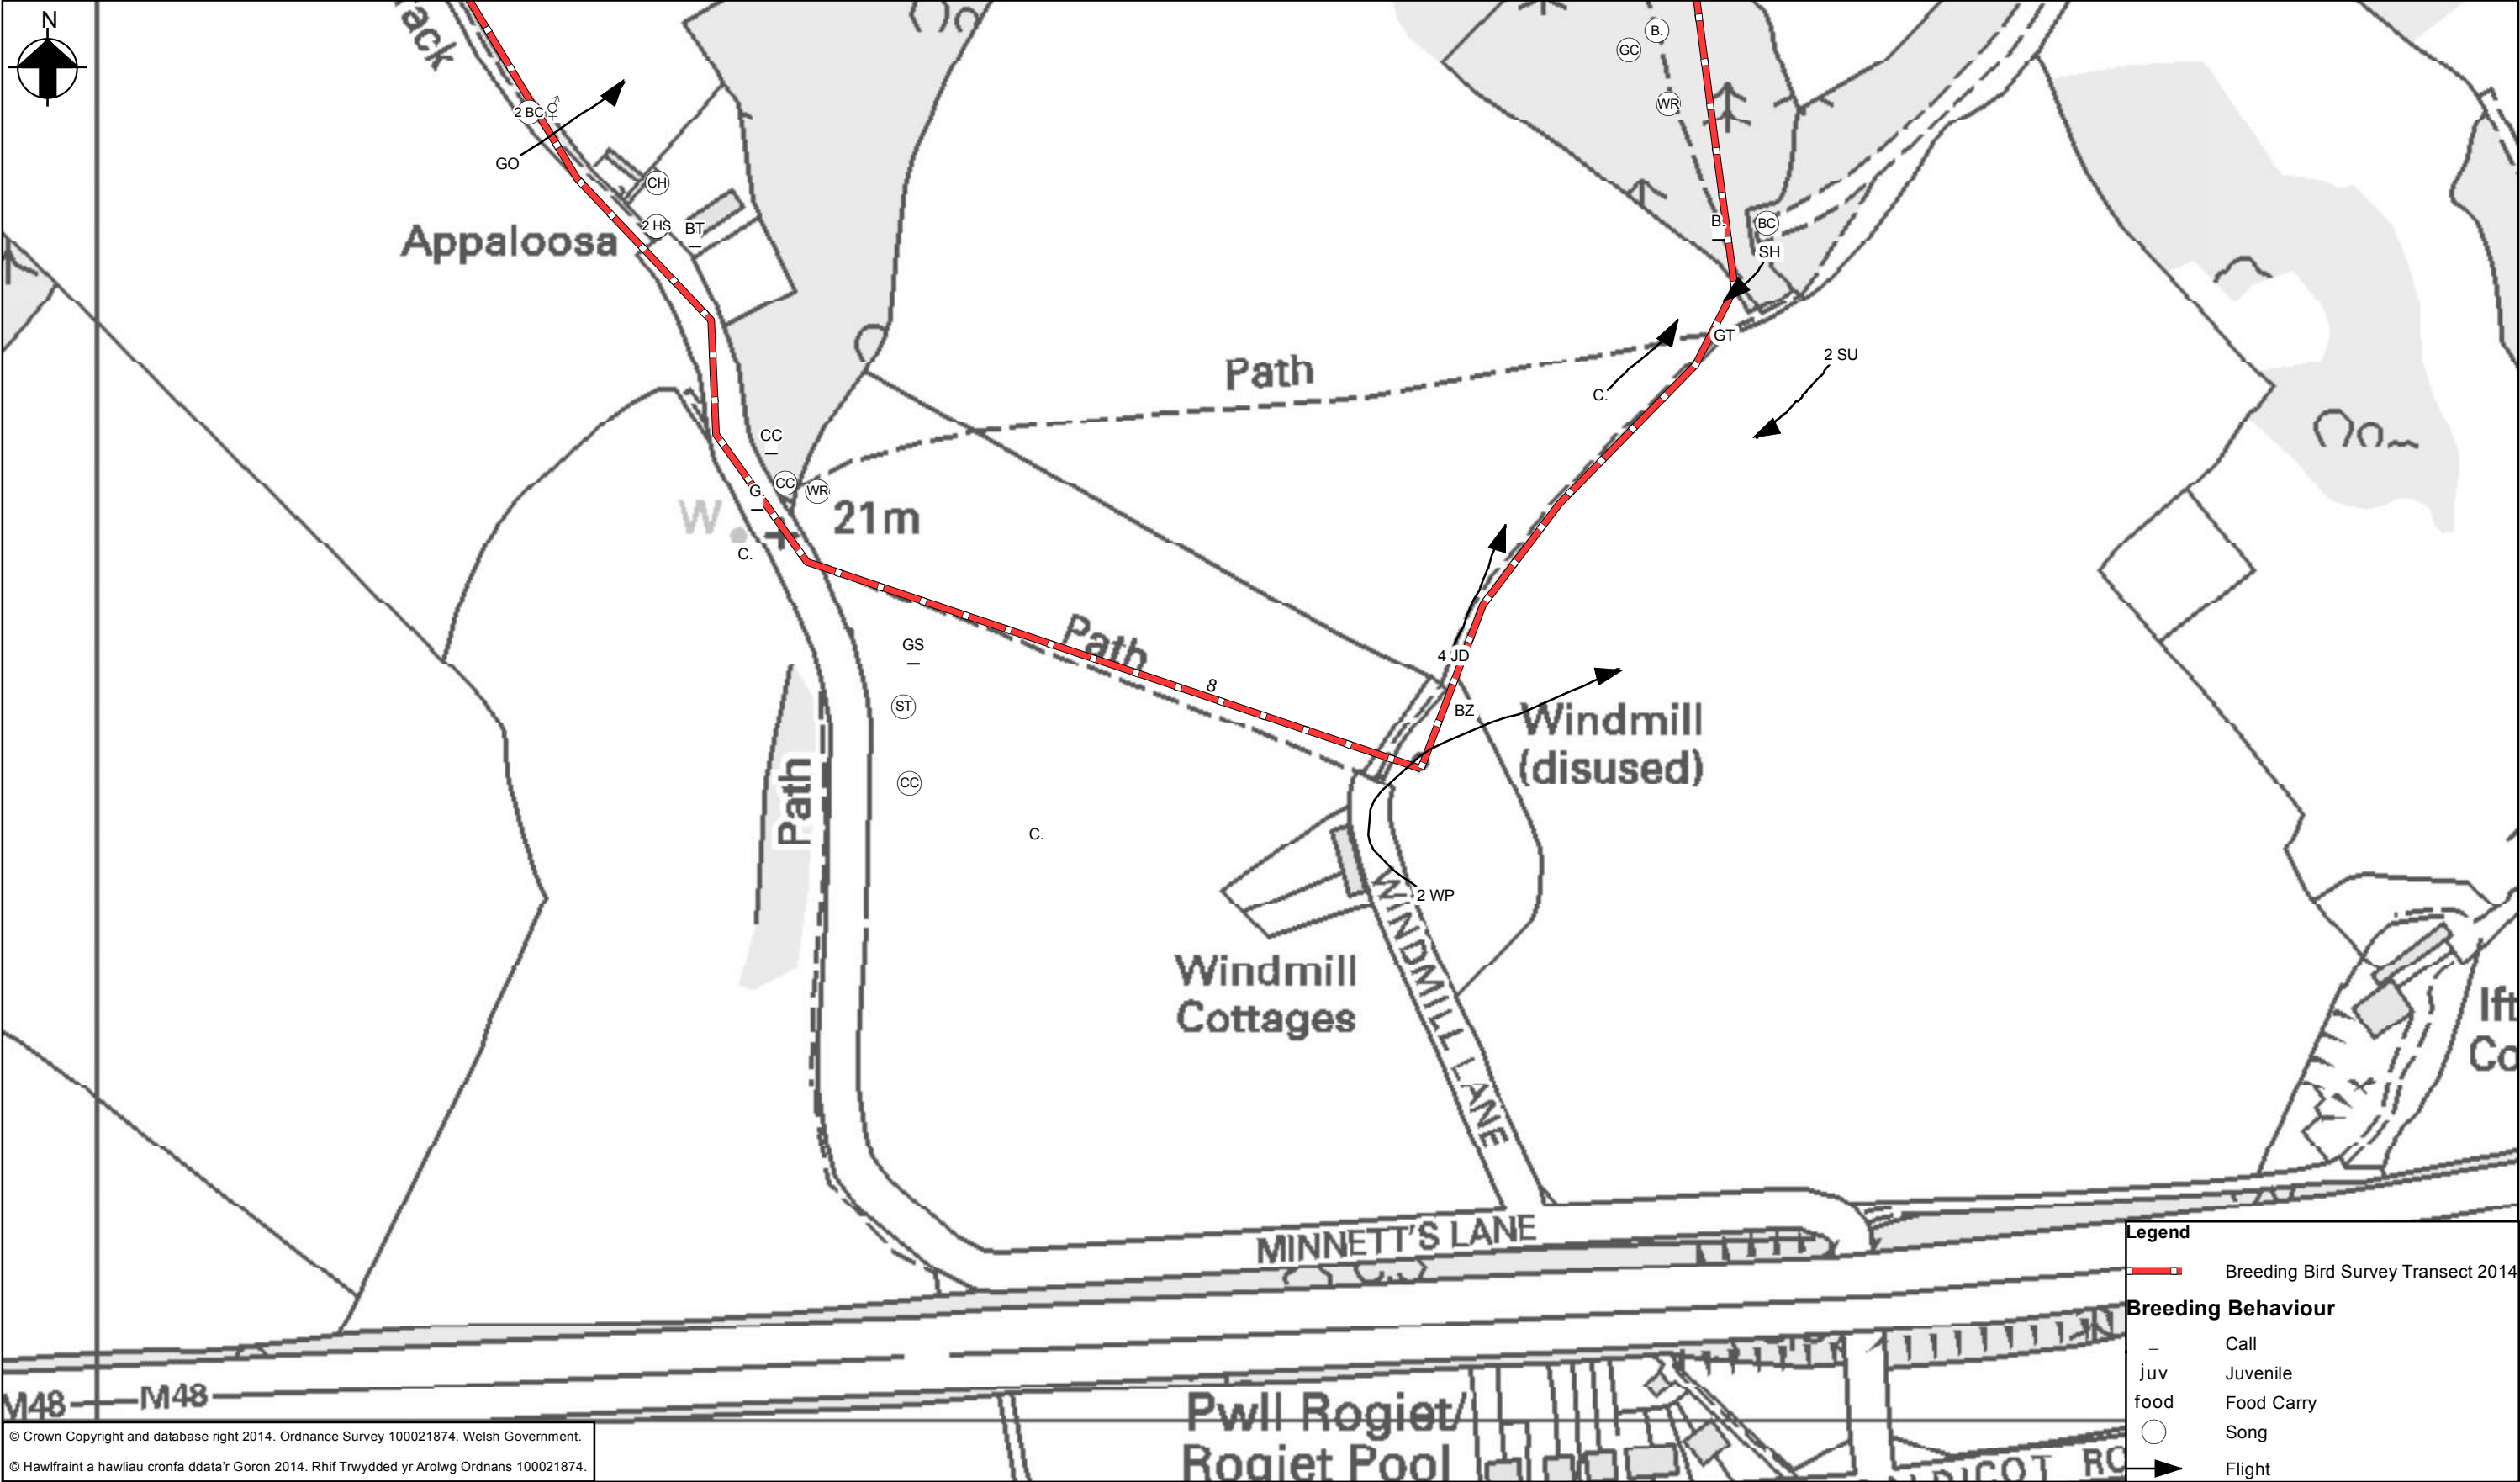 N
ack
B.
GC
WR
2 BC
GO
CH
2 HS
BT
B.
BC
SH
Appaloosa
GT
2 SU
Path
C.
CC
CC
G.
WR
W
21m
C.
Path
GS
4 JD
8
ST
BZ
Windmill
(disused)
Path
CC
C.
2 WP
WINDMILL LANE
Windmill
Cottages
Ift
Co
MINNETT'S LANE
M48
M48
Pwll Rogiet/
Rogiet Pool
Legend
Breeding Bird Survey Transect 2014
Breeding Behaviour
– Call
juv Juvenile
food Food Carry
Song
Flight
© Crown Copyright and database right 2014. Ordnance Survey 100021874. Welsh Government.
© Hawlfraint a hawliau cronfa ddata'r Goron 2014. Rhif Trwydded yr Arolwg Ordnans 100021874.